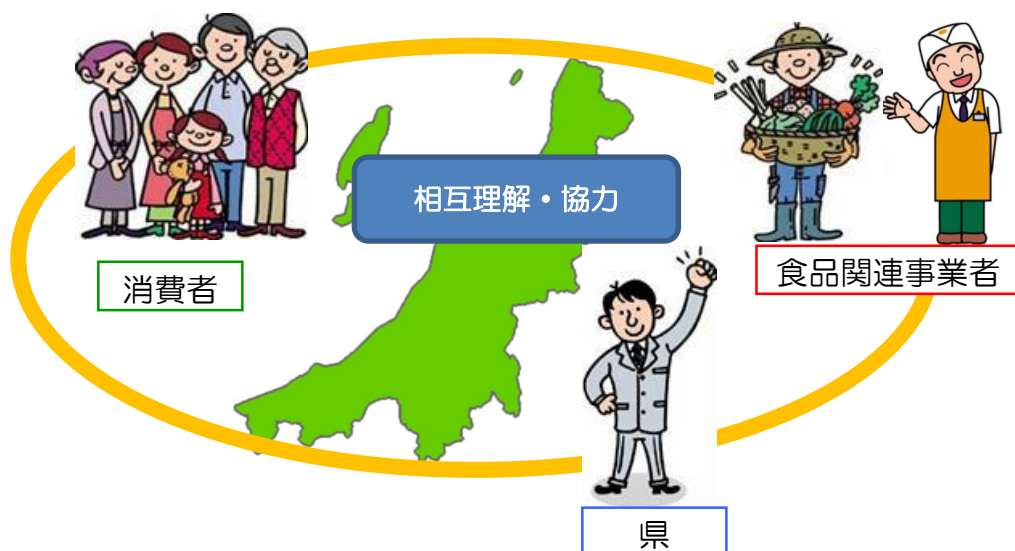 相互理解・協力
消費者
食品関連事業者
県